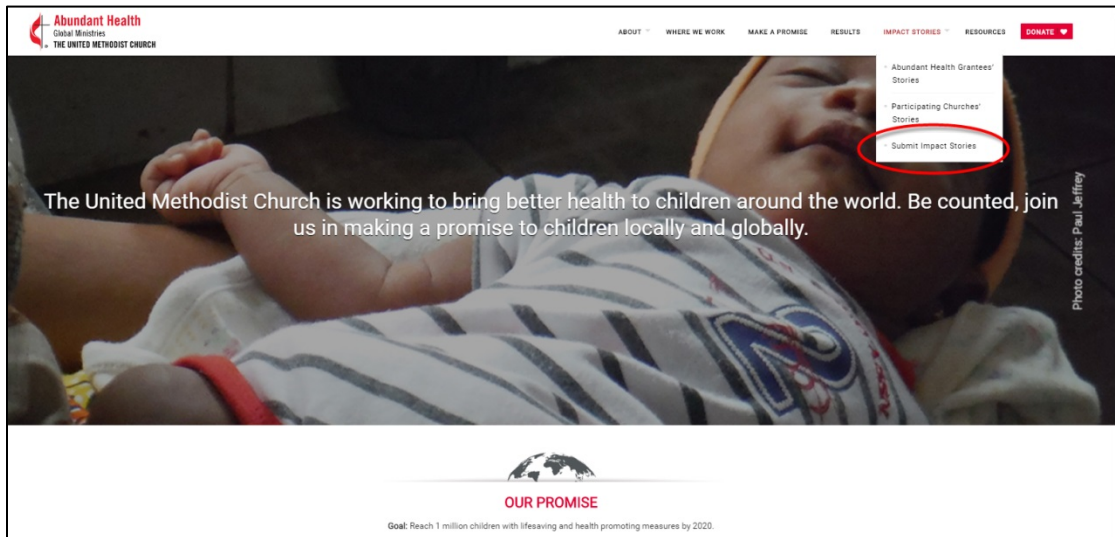 Abundant Health
Global Ministries
THE UNITED METHODIST CHURCH
ABOUT WHERE WE WORK MAKE A PROMISE RESULTS IMPACT STORIES RESOURCES DONATE
Abundant Health Grantees'
Stories
Participating Churches'
Stories
Submit Impact Stories
The United Methodist Church is working to bring better health to children around the world. Be counted, join
us in making a promise to children locally and globally.
Photo credits: Paul Jeffrey
2
OUR PROMISE
Goal: Reach 1 million children with lifesaving and health promoting measures by 2020.